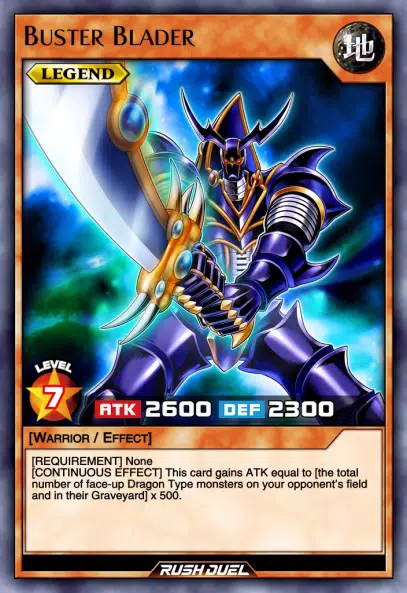 BUSTER BLADER
地
LEGEND
LEVEL
7
ATK 2600 DEF 2300
[WARRIOR / EFFECT]
[REQUIREMENT] None
[CONTINUOUS EFFECT] This card gains ATK equal to [the total
number of face-up Dragon Type monsters on your opponent's field
and in their Graveyard] x 500.
RUSH DUEL